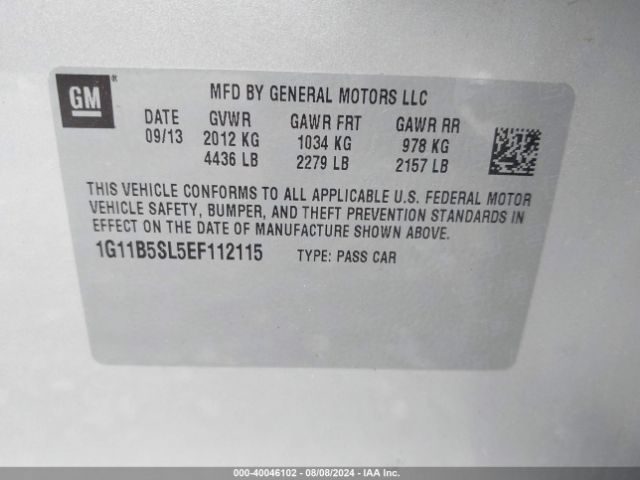 GM ®
MFD BY GENERAL MOTORS LLC
DATE GVWR GAWR FRT GAWR RR
09/13 2012 KG 1034 KG 978 KG
4436 LB 2279 LB 2157 LB
THIS VEHICLE CONFORMS TO ALL APPLICABLE U.S. FEDERAL MOTOR
VEHICLE SAFETY, BUMPER, AND THEFT PREVENTION STANDARDS IN
EFFECT ON THE DATE OF MANUFACTURE SHOWN ABOVE.
1G11B5SL5EF112115 TYPE: PASS CAR
000-40046102 - 08/08/2024 - IAA Inc.